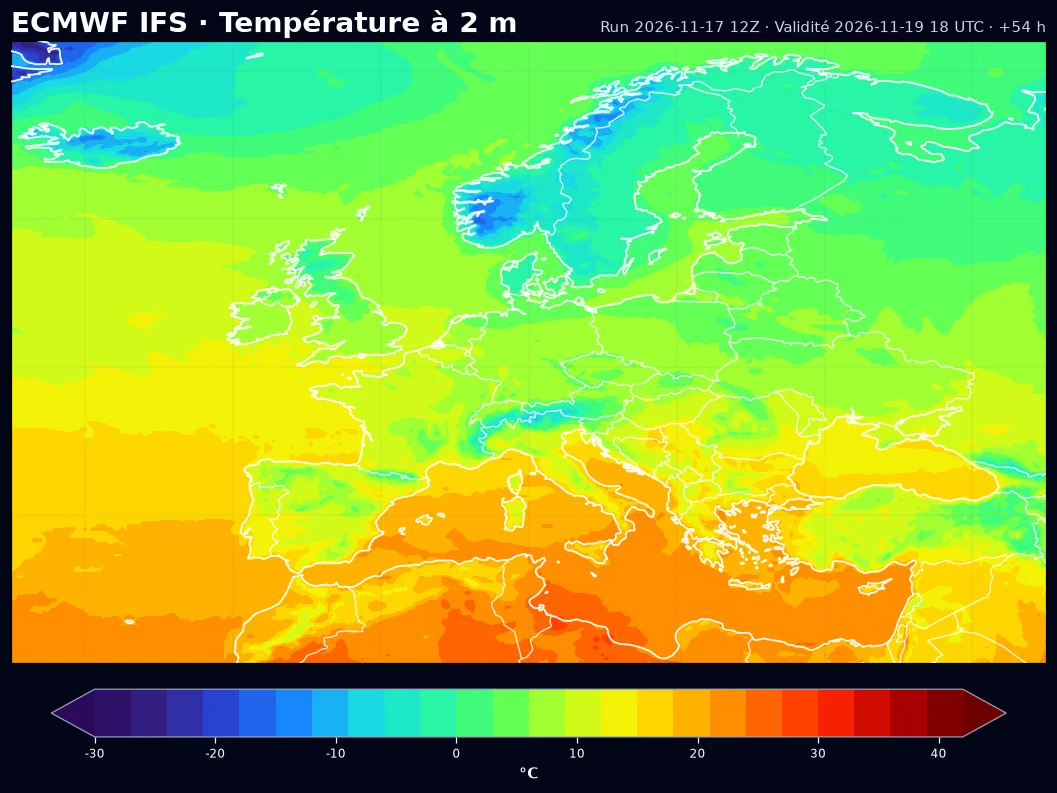 ECMWF IFS · Température à 2 m
Run 2026-11-17 12Z · Validité 2026-11-19 18 UTC · +54 h
-30 -20 -10 0 10 20 30 40
°C